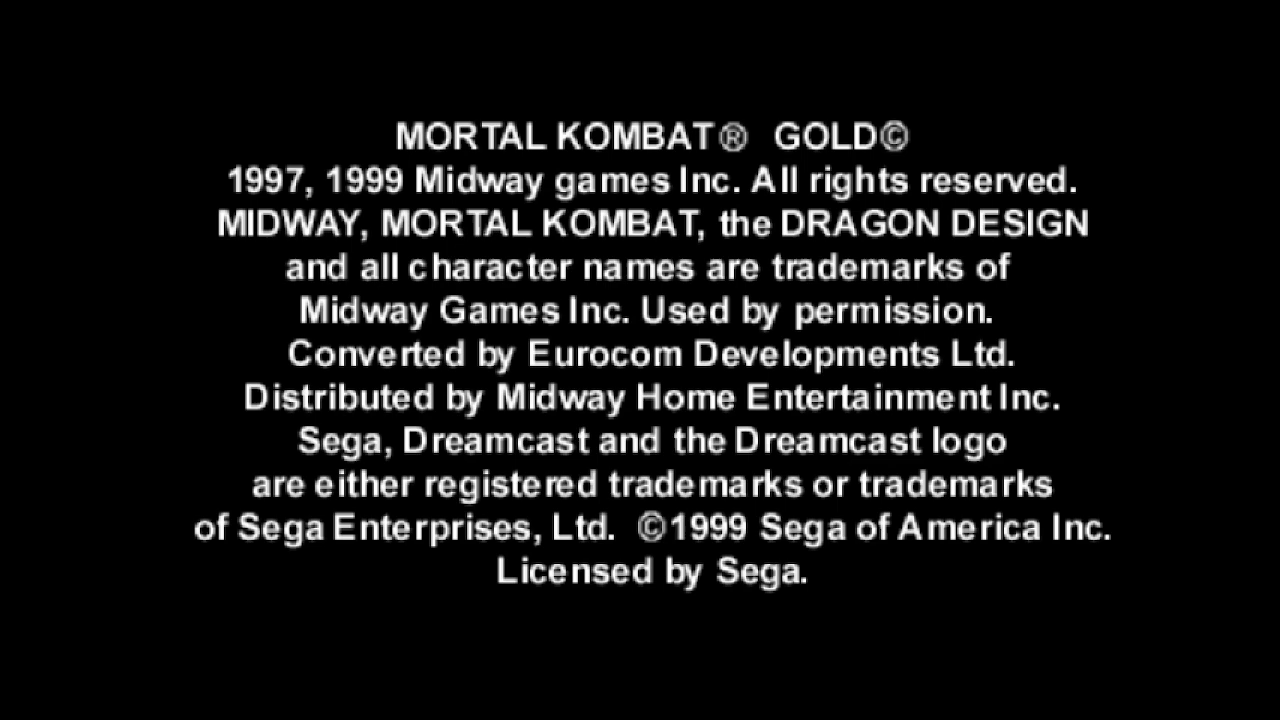 MORTAL KOMBAT® GOLD©
1997, 1999 Midway games Inc. All rights reserved.
MIDWAY, MORTAL KOMBAT, the DRAGON DESIGN
and all character names are trademarks of
Midway Games Inc. Used by permission.
Converted by Eurocom Developments Ltd.
Distributed by Midway Home Entertainment Inc.
Sega, Dreamcast and the Dreamcast logo
are either registered trademarks or trademarks
of Sega Enterprises, Ltd. ©1999 Sega of America Inc.
Licensed by Sega.